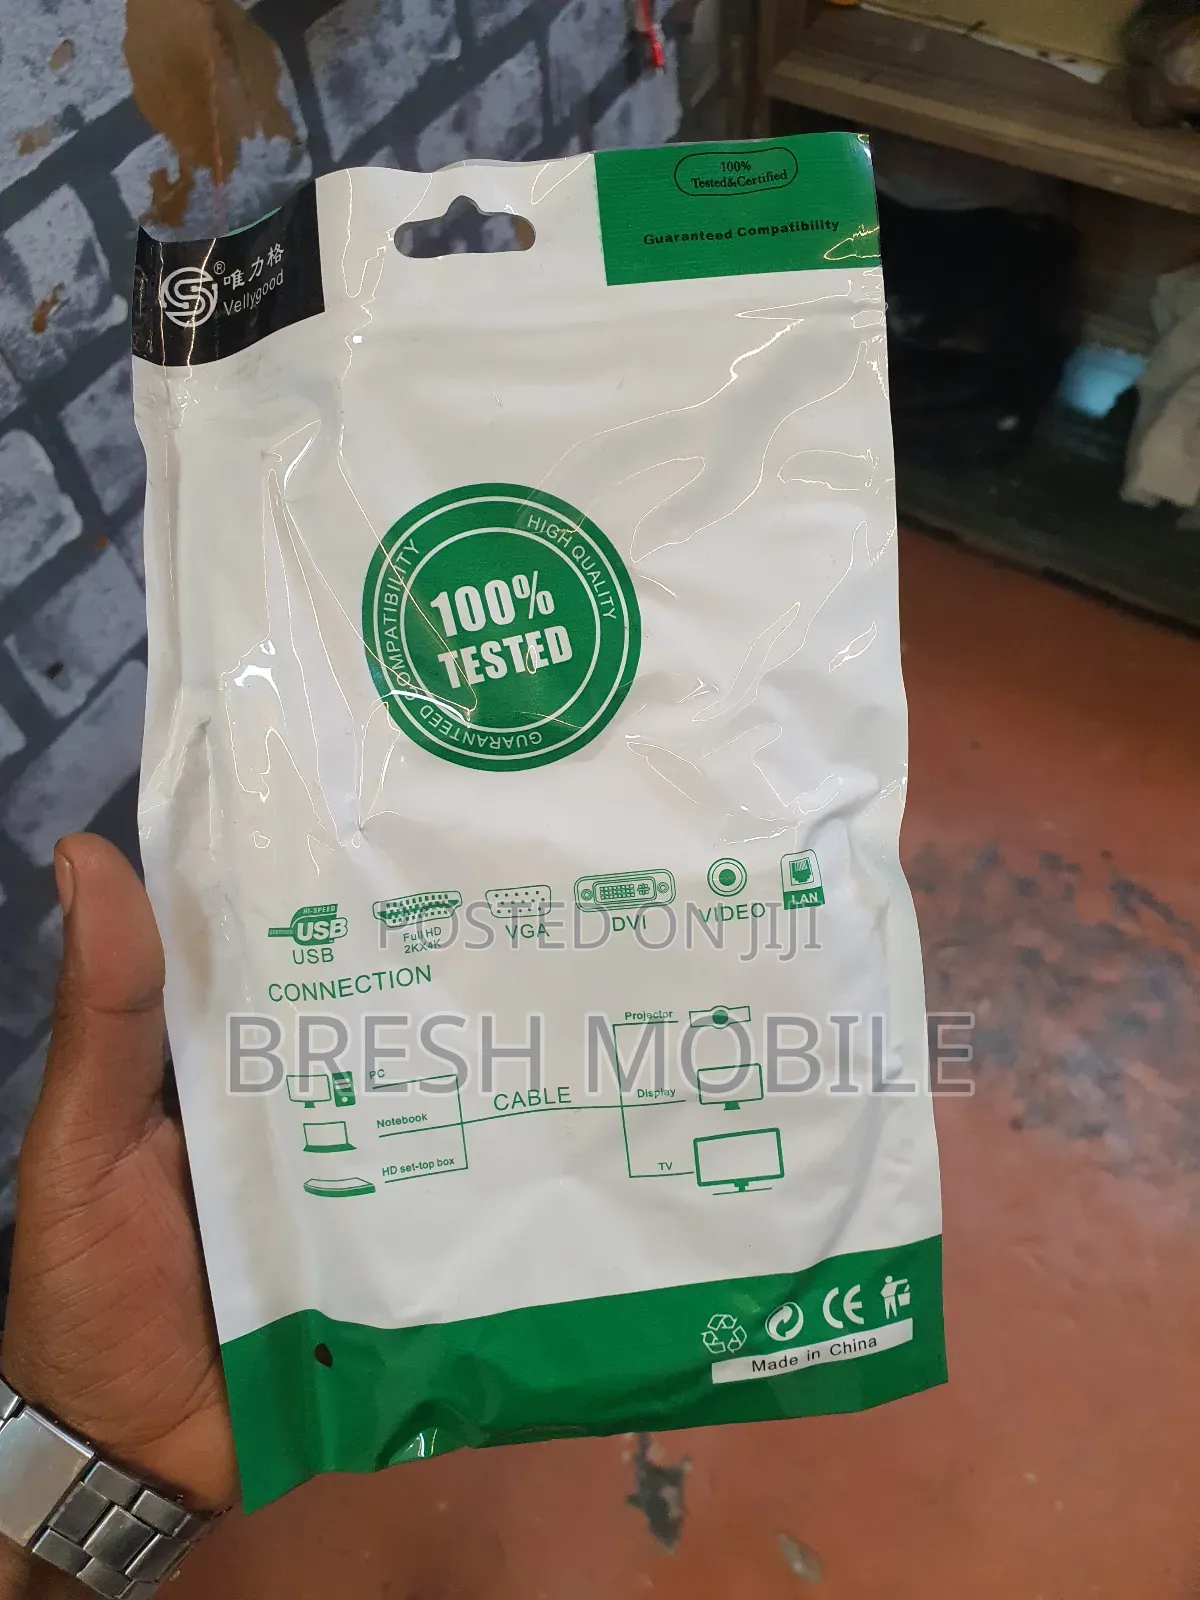 100%
Tested&Certified
Guaranteed Compatibility
® 唯力格
Vellygood
HIGH QUALITY
GUARANTEED COMPATIBILITY
100%
TESTED
HI-SPEED
USB
USB
Full HD
2KX4K
VGA
DVI
VIDEO
LAN
POSTED ON JIJI
CONNECTION
BRESH MOBILE
PC
Notebook
HD set-top box
CABLE
Projector
Display
TV
CE
Made in China